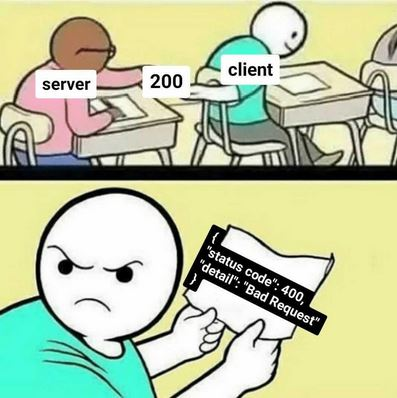 server
200
client
{
"status code": 400,
"detail": "Bad Request"
}